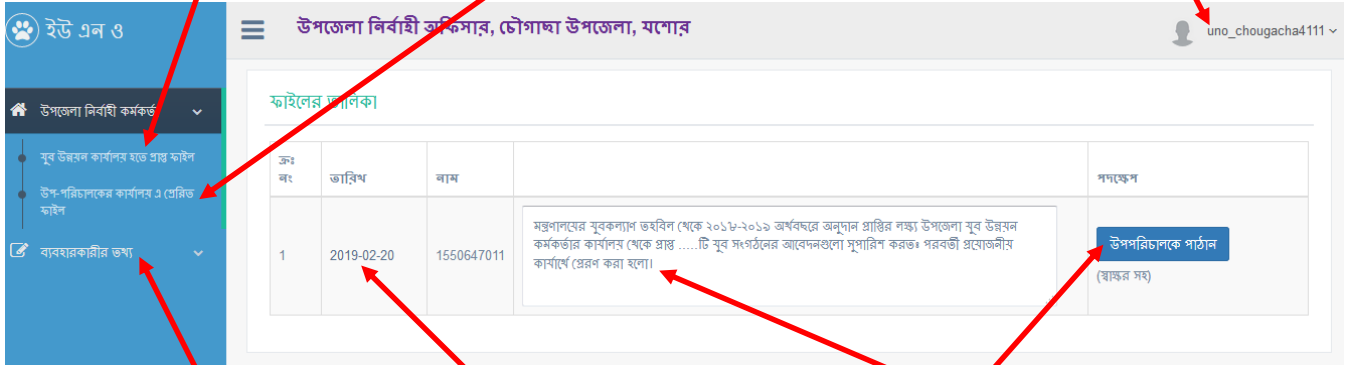 ইউ এন ও
উপজেলা নির্বাহী অফিসার, চৌগাছা উপজেলা, যশোর
uno_chougacha4111
উপজেলা নির্বাহী কর্মকর্তা
যুব উন্নয়ন কার্যালয় হতে প্রাপ্ত ফাইল
উপ-পরিচালকের কার্যালয় এ প্রেরিত
ফাইল
ব্যবহারকারীর তথ্য
ফাইলের তালিকা
ক্রঃ
নং
তারিখ
নাম
পদক্ষেপ
1
2019-02-20
1550647011
মন্ত্রণালয়ের যুবকল্যাণ তহবিল থেকে ২০১৮-২০১৯ অর্থবছরে অনুদান প্রাপ্তির লক্ষ্য উপজেলা যুব উন্নয়ন
কর্মকর্তার কার্যালয় থেকে প্রাপ্ত .....টি যুব সংগঠনের আবেদনগুলো সুপারিশ করতঃ পরবর্তী প্রয়োজনীয়
কার্যার্থে প্রেরণ করা হলো।
উপপরিচালকে পাঠান
(স্বাক্ষর সহ)